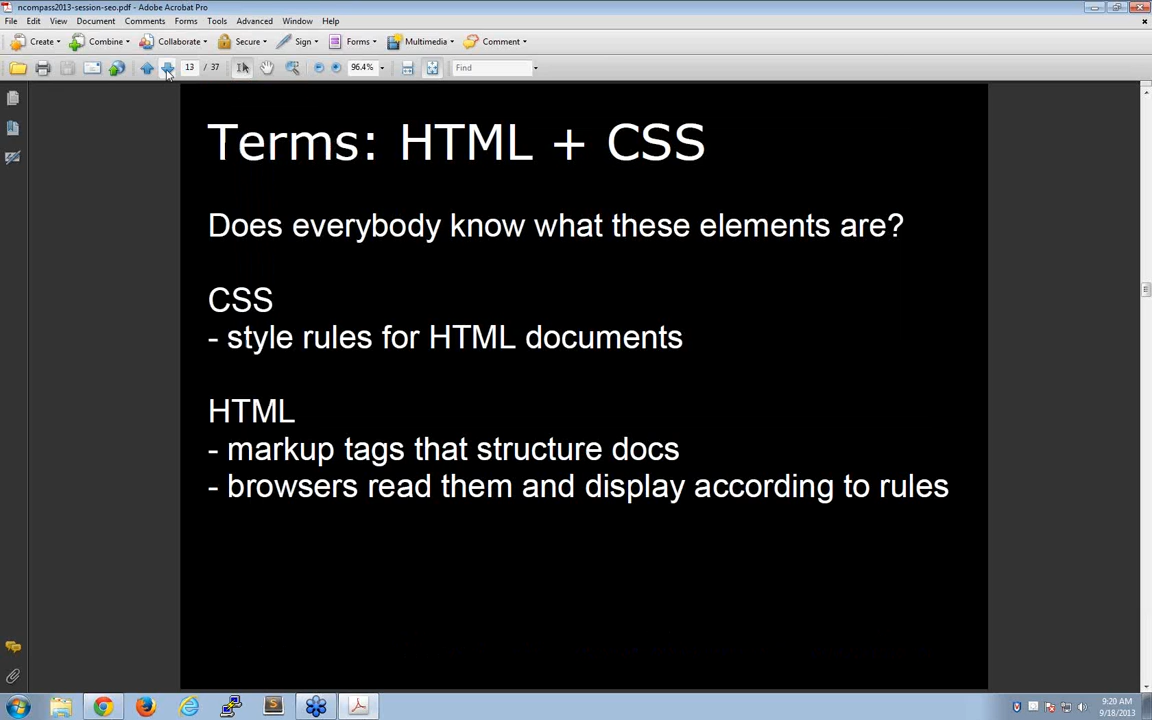 ncompass2013-session-seo.pdf - Adobe Acrobat Pro
File Edit View Document Comments Forms Tools Advanced Window Help
Create Combine Collaborate Secure Sign Forms Multimedia Comment
13 / 37 96.4% Find
Terms: HTML + CSS
Does everybody know what these elements are?
CSS
- style rules for HTML documents
HTML
- markup tags that structure docs
- browsers read them and display according to rules
9:20 AM
9/18/2013